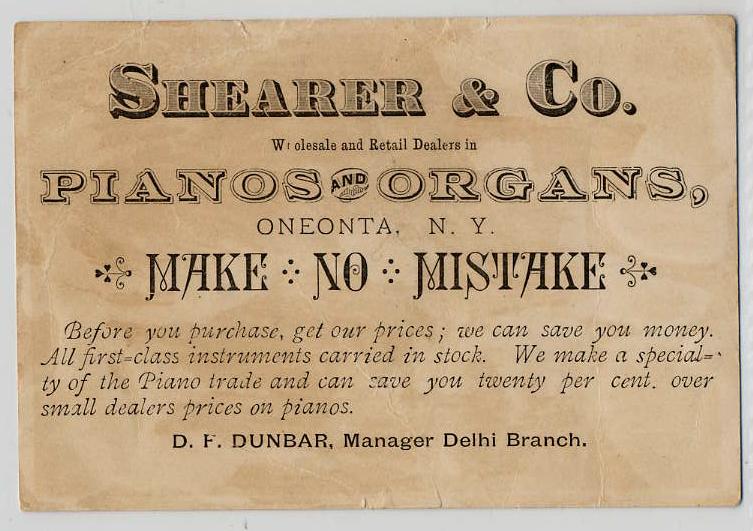 SHEARER & CO.
Wholesale and Retail Dealers in
PIANOS AND ORGANS,
ONEONTA, N. Y.
MAKE NO MISTAKE
Before you purchase, get our prices; we can save you money.
All first-class instruments carried in stock. We make a special-
ty of the Piano trade and can save you twenty per cent. over
small dealers prices on pianos.
D. F. DUNBAR, Manager Delhi Branch.